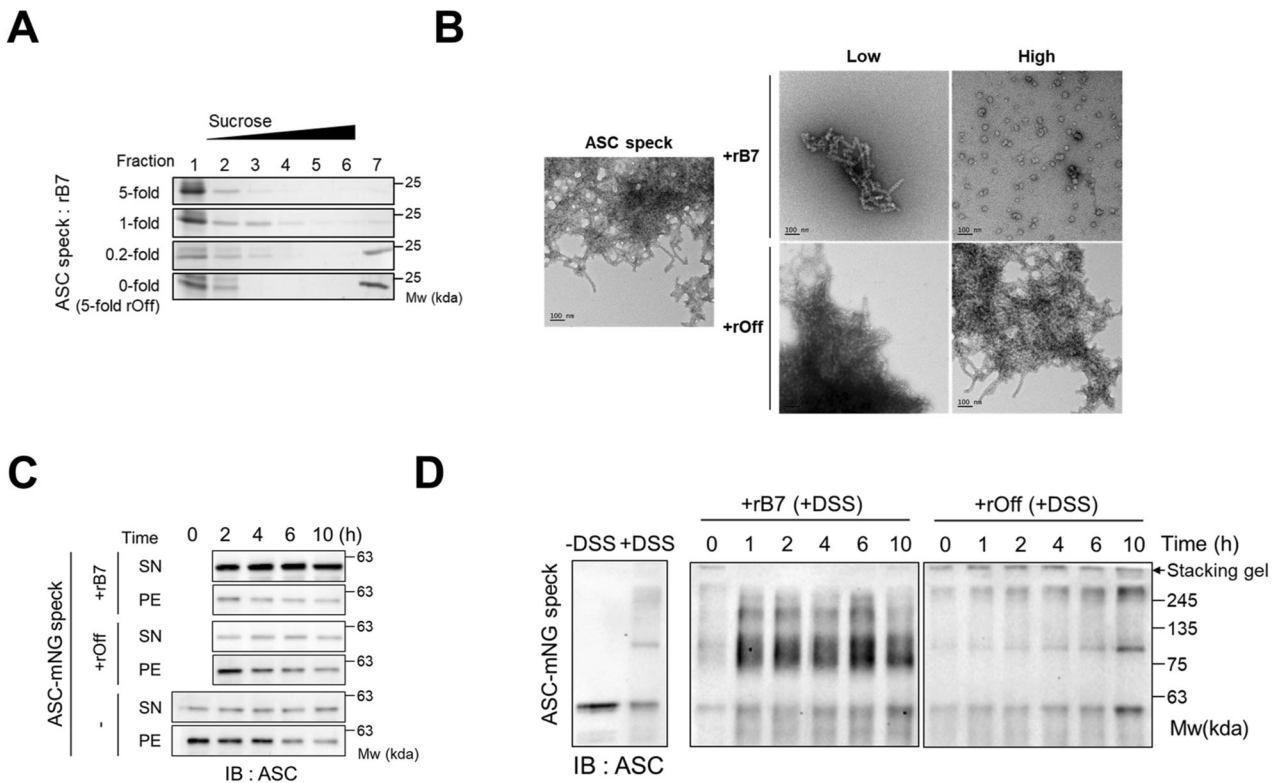 A
Sucrose
Fraction 1 2 3 4 5 6 7
ASC speck : rB7
5-fold
25
1-fold
25
0.2-fold
25
0-fold
25
(5-fold rOff)
Mw (kda)
B
Low High
ASC speck
100 nm
+rB7
100 nm
100 nm
+rOff
100 nm
C
Time 0 2 4 6 10 (h)
ASC-mNG speck
+rB7
SN
63
PE
63
+rOff
SN
63
PE
63
-
SN
63
PE
63
Mw (kda)
IB : ASC
D
+rB7 (+DSS) +rOff (+DSS)
-DSS +DSS 0 1 2 4 6 10 0 1 2 4 6 10 Time (h)
ASC-mNG speck
Stacking gel
245
135
75
63
Mw(kda)
IB : ASC